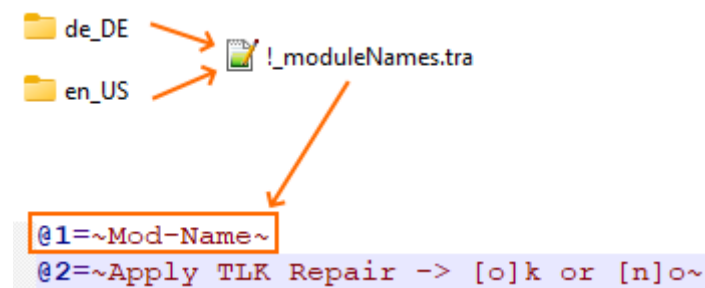 de_DE
!_moduleNames.tra
en_US
@1=~Mod-Name~
@2=~Apply TLK Repair -> [o]k or [n]o~